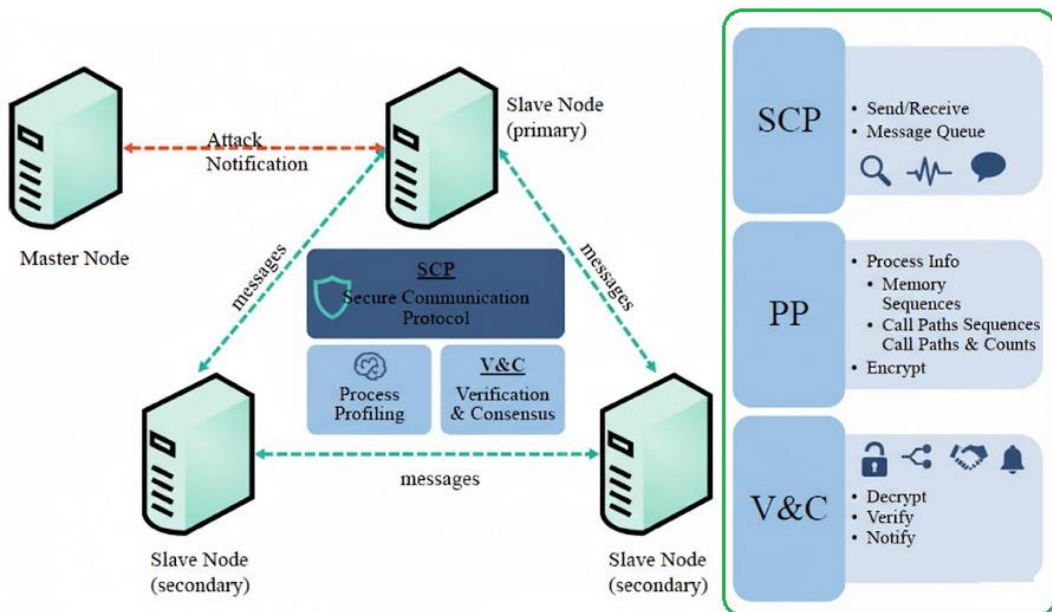 Slave Node
(primary)
Attack
Notification
Master Node
messages
messages
SCP
Secure Communication
Protocol
Process
Profiling
V&C
Verification
& Consensus
messages
Slave Node
(secondary)
Slave Node
(secondary)
SCP
• Send/Receive
• Message Queue
PP
• Process Info
• Memory
Sequences
• Call Paths Sequences
Call Paths & Counts
• Encrypt
V&C
• Decrypt
• Verify
• Notify